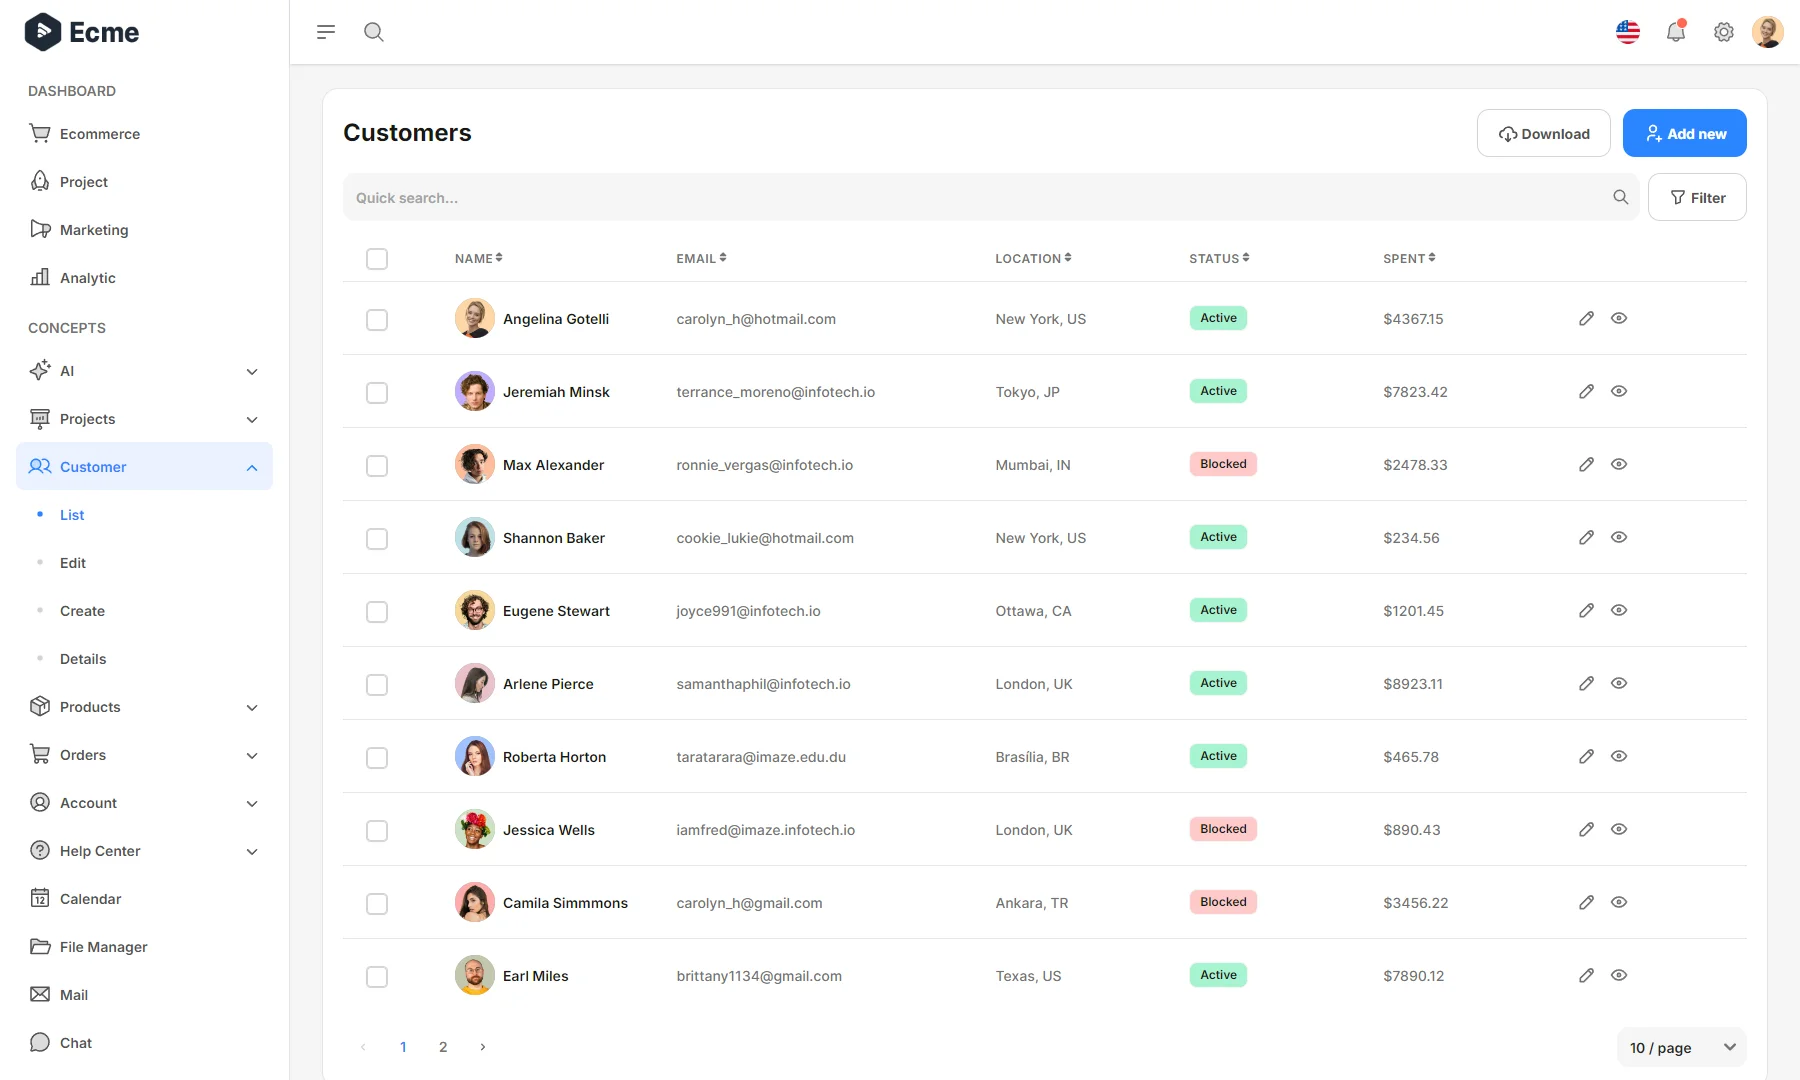 Ecme
DASHBOARD
Ecommerce
Project
Marketing
Analytic
CONCEPTS
AI
Projects
Customer
List
Edit
Create
Details
Products
Orders
Account
Help Center
12 Calendar
File Manager
Mail
Chat
Customers
Download
Add new
Quick search...
Filter
NAME EMAIL LOCATION STATUS SPENT
Angelina Gotelli carolyn_h@hotmail.com New York, US Active $4367.15
Jeremiah Minsk terrance_moreno@infotech.io Tokyo, JP Active $7823.42
Max Alexander ronnie_vergas@infotech.io Mumbai, IN Blocked $2478.33
Shannon Baker cookie_lukie@hotmail.com New York, US Active $234.56
Eugene Stewart joyce991@infotech.io Ottawa, CA Active $1201.45
Arlene Pierce samanthaphil@infotech.io London, UK Active $8923.11
Roberta Horton taratarara@imaze.edu.du Brasília, BR Active $465.78
Jessica Wells iamfred@imaze.infotech.io London, UK Blocked $890.43
Camila Simmmons carolyn_h@gmail.com Ankara, TR Blocked $3456.22
Earl Miles brittany1134@gmail.com Texas, US Active $7890.12
1 2
10 / page